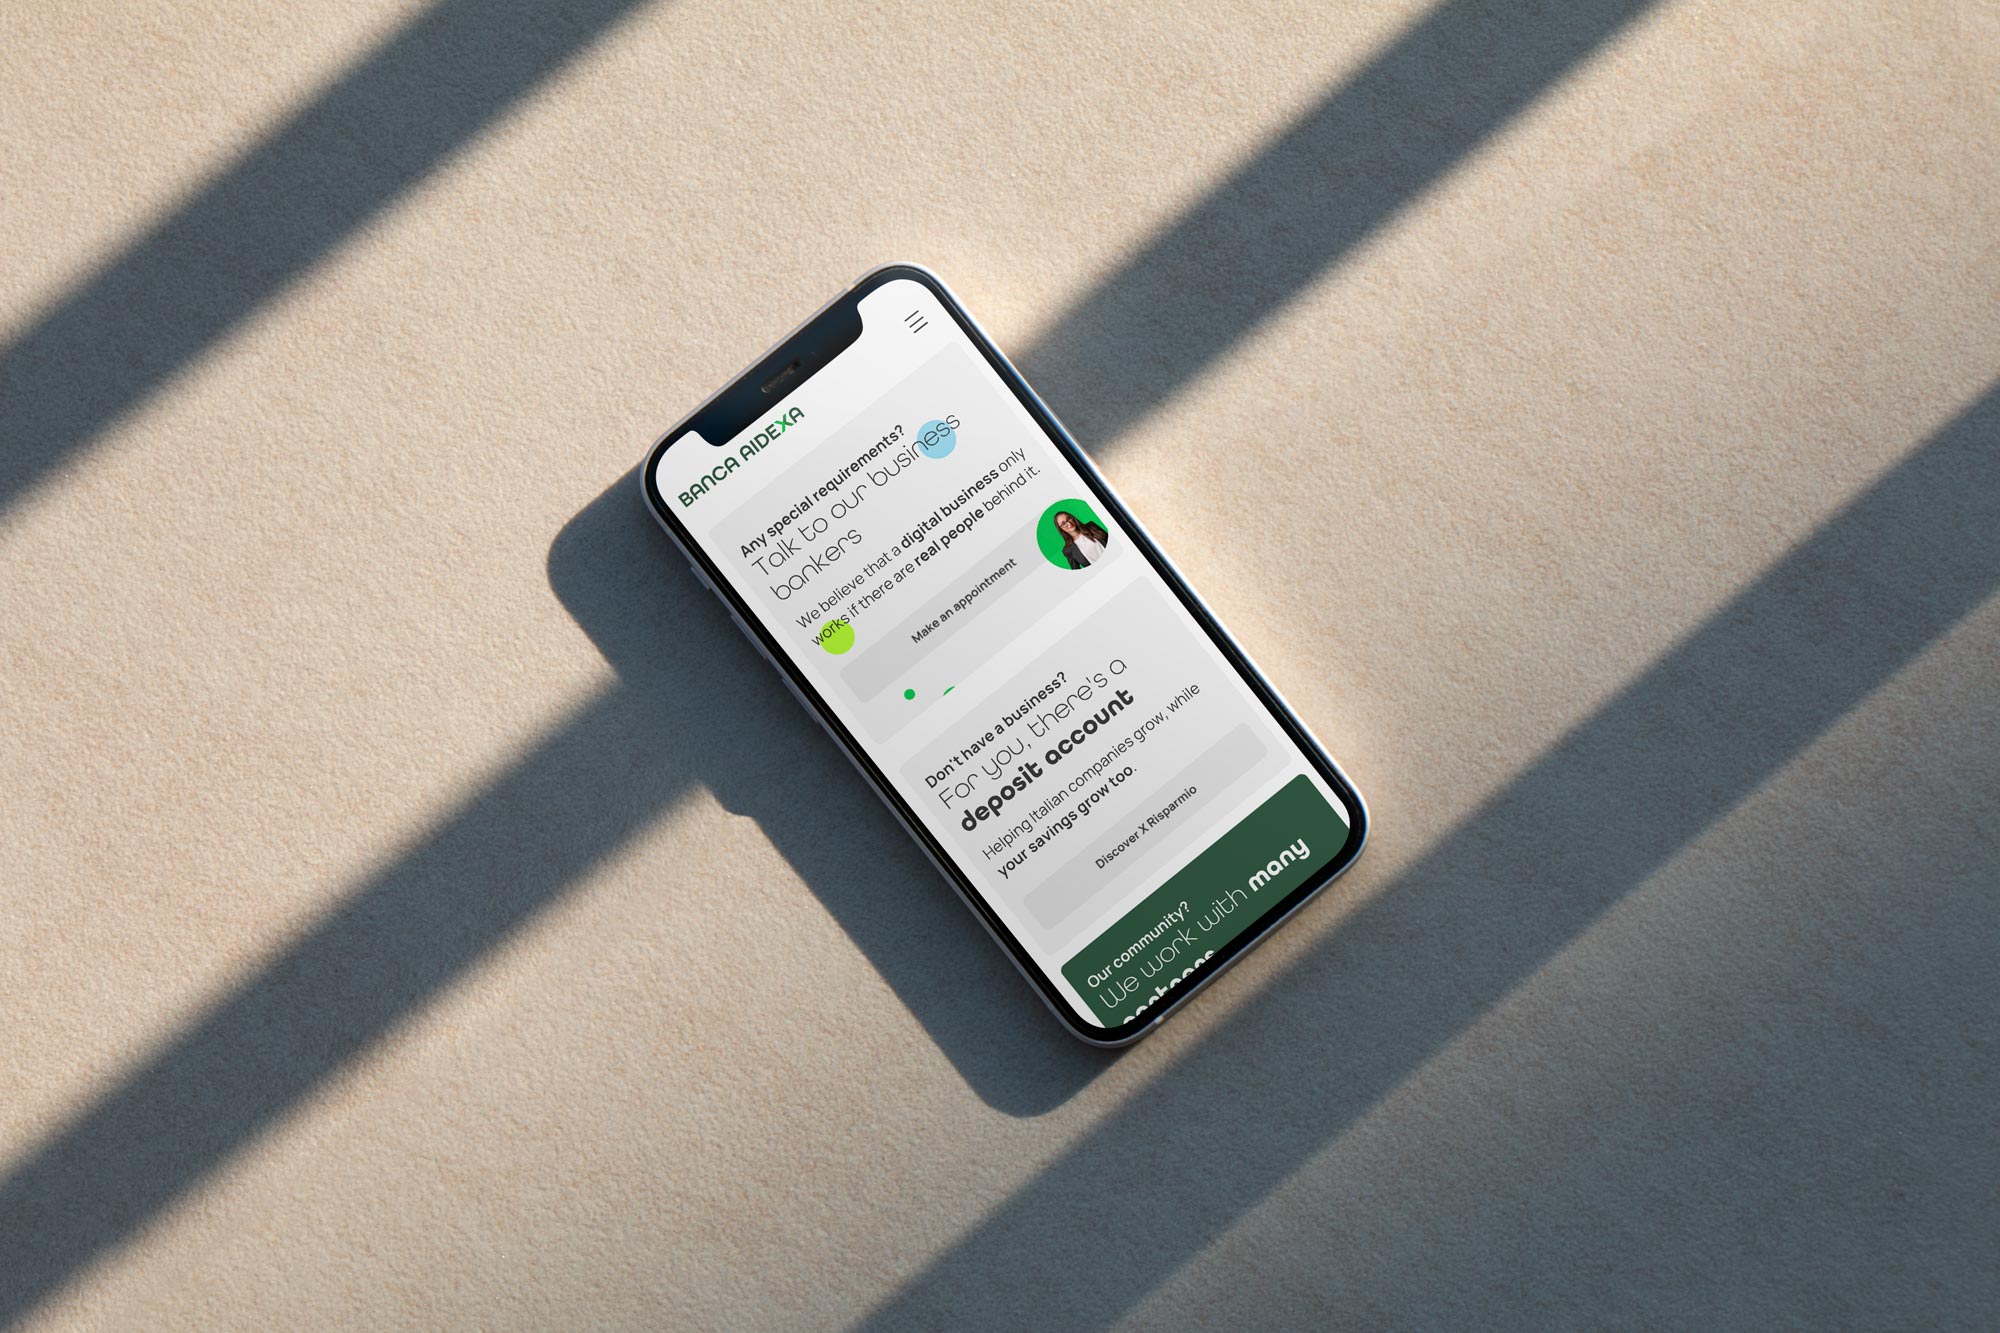 BANCA AIDEXA
Any special requirements?
Talk to our business
bankers
We believe that a digital business only
works if there are real people behind it.
Make an appointment
Don't have a business?
For you, there's a
deposit account
Helping Italian companies grow, while
your savings grow too.
Discover X Risparmio
Our community?
We work with many